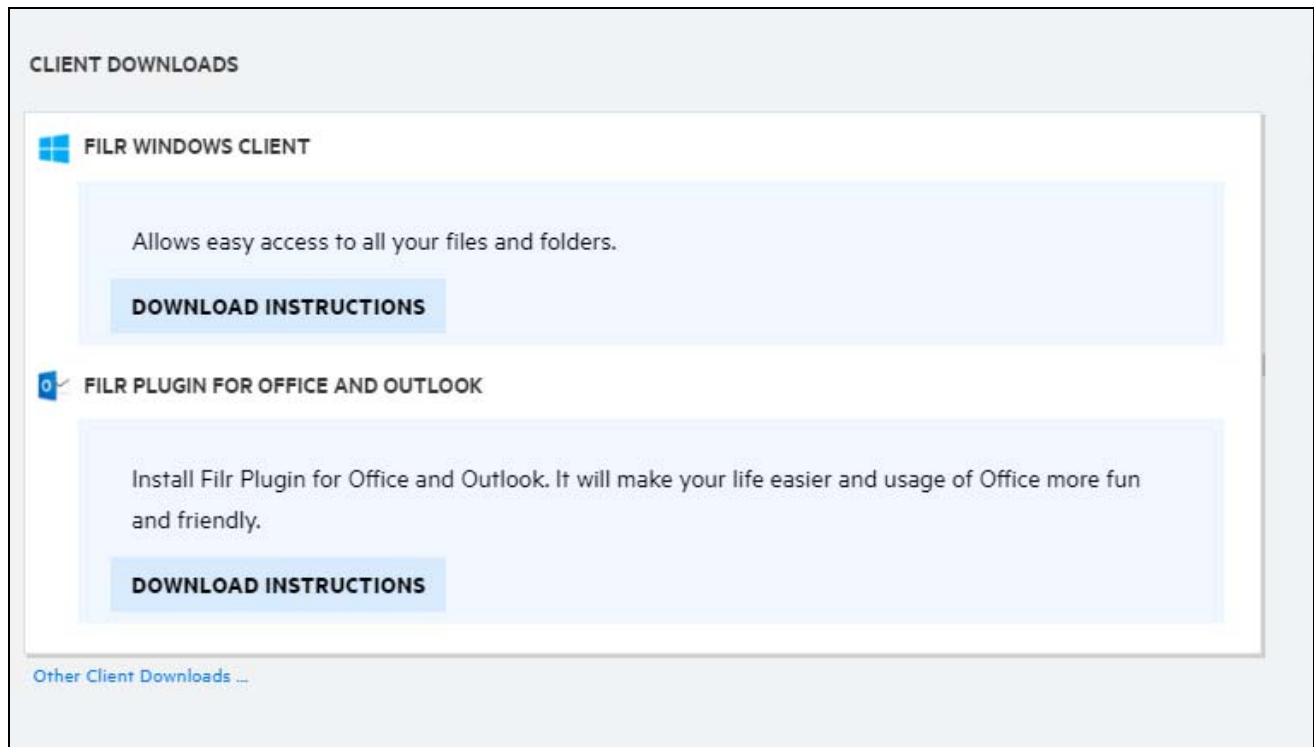 CLIENT DOWNLOADS
FILR WINDOWS CLIENT
Allows easy access to all your files and folders.
DOWNLOAD INSTRUCTIONS
FILR PLUGIN FOR OFFICE AND OUTLOOK
Install Filr Plugin for Office and Outlook. It will make your life easier and usage of Office more fun
and friendly.
DOWNLOAD INSTRUCTIONS
Other Client Downloads ...